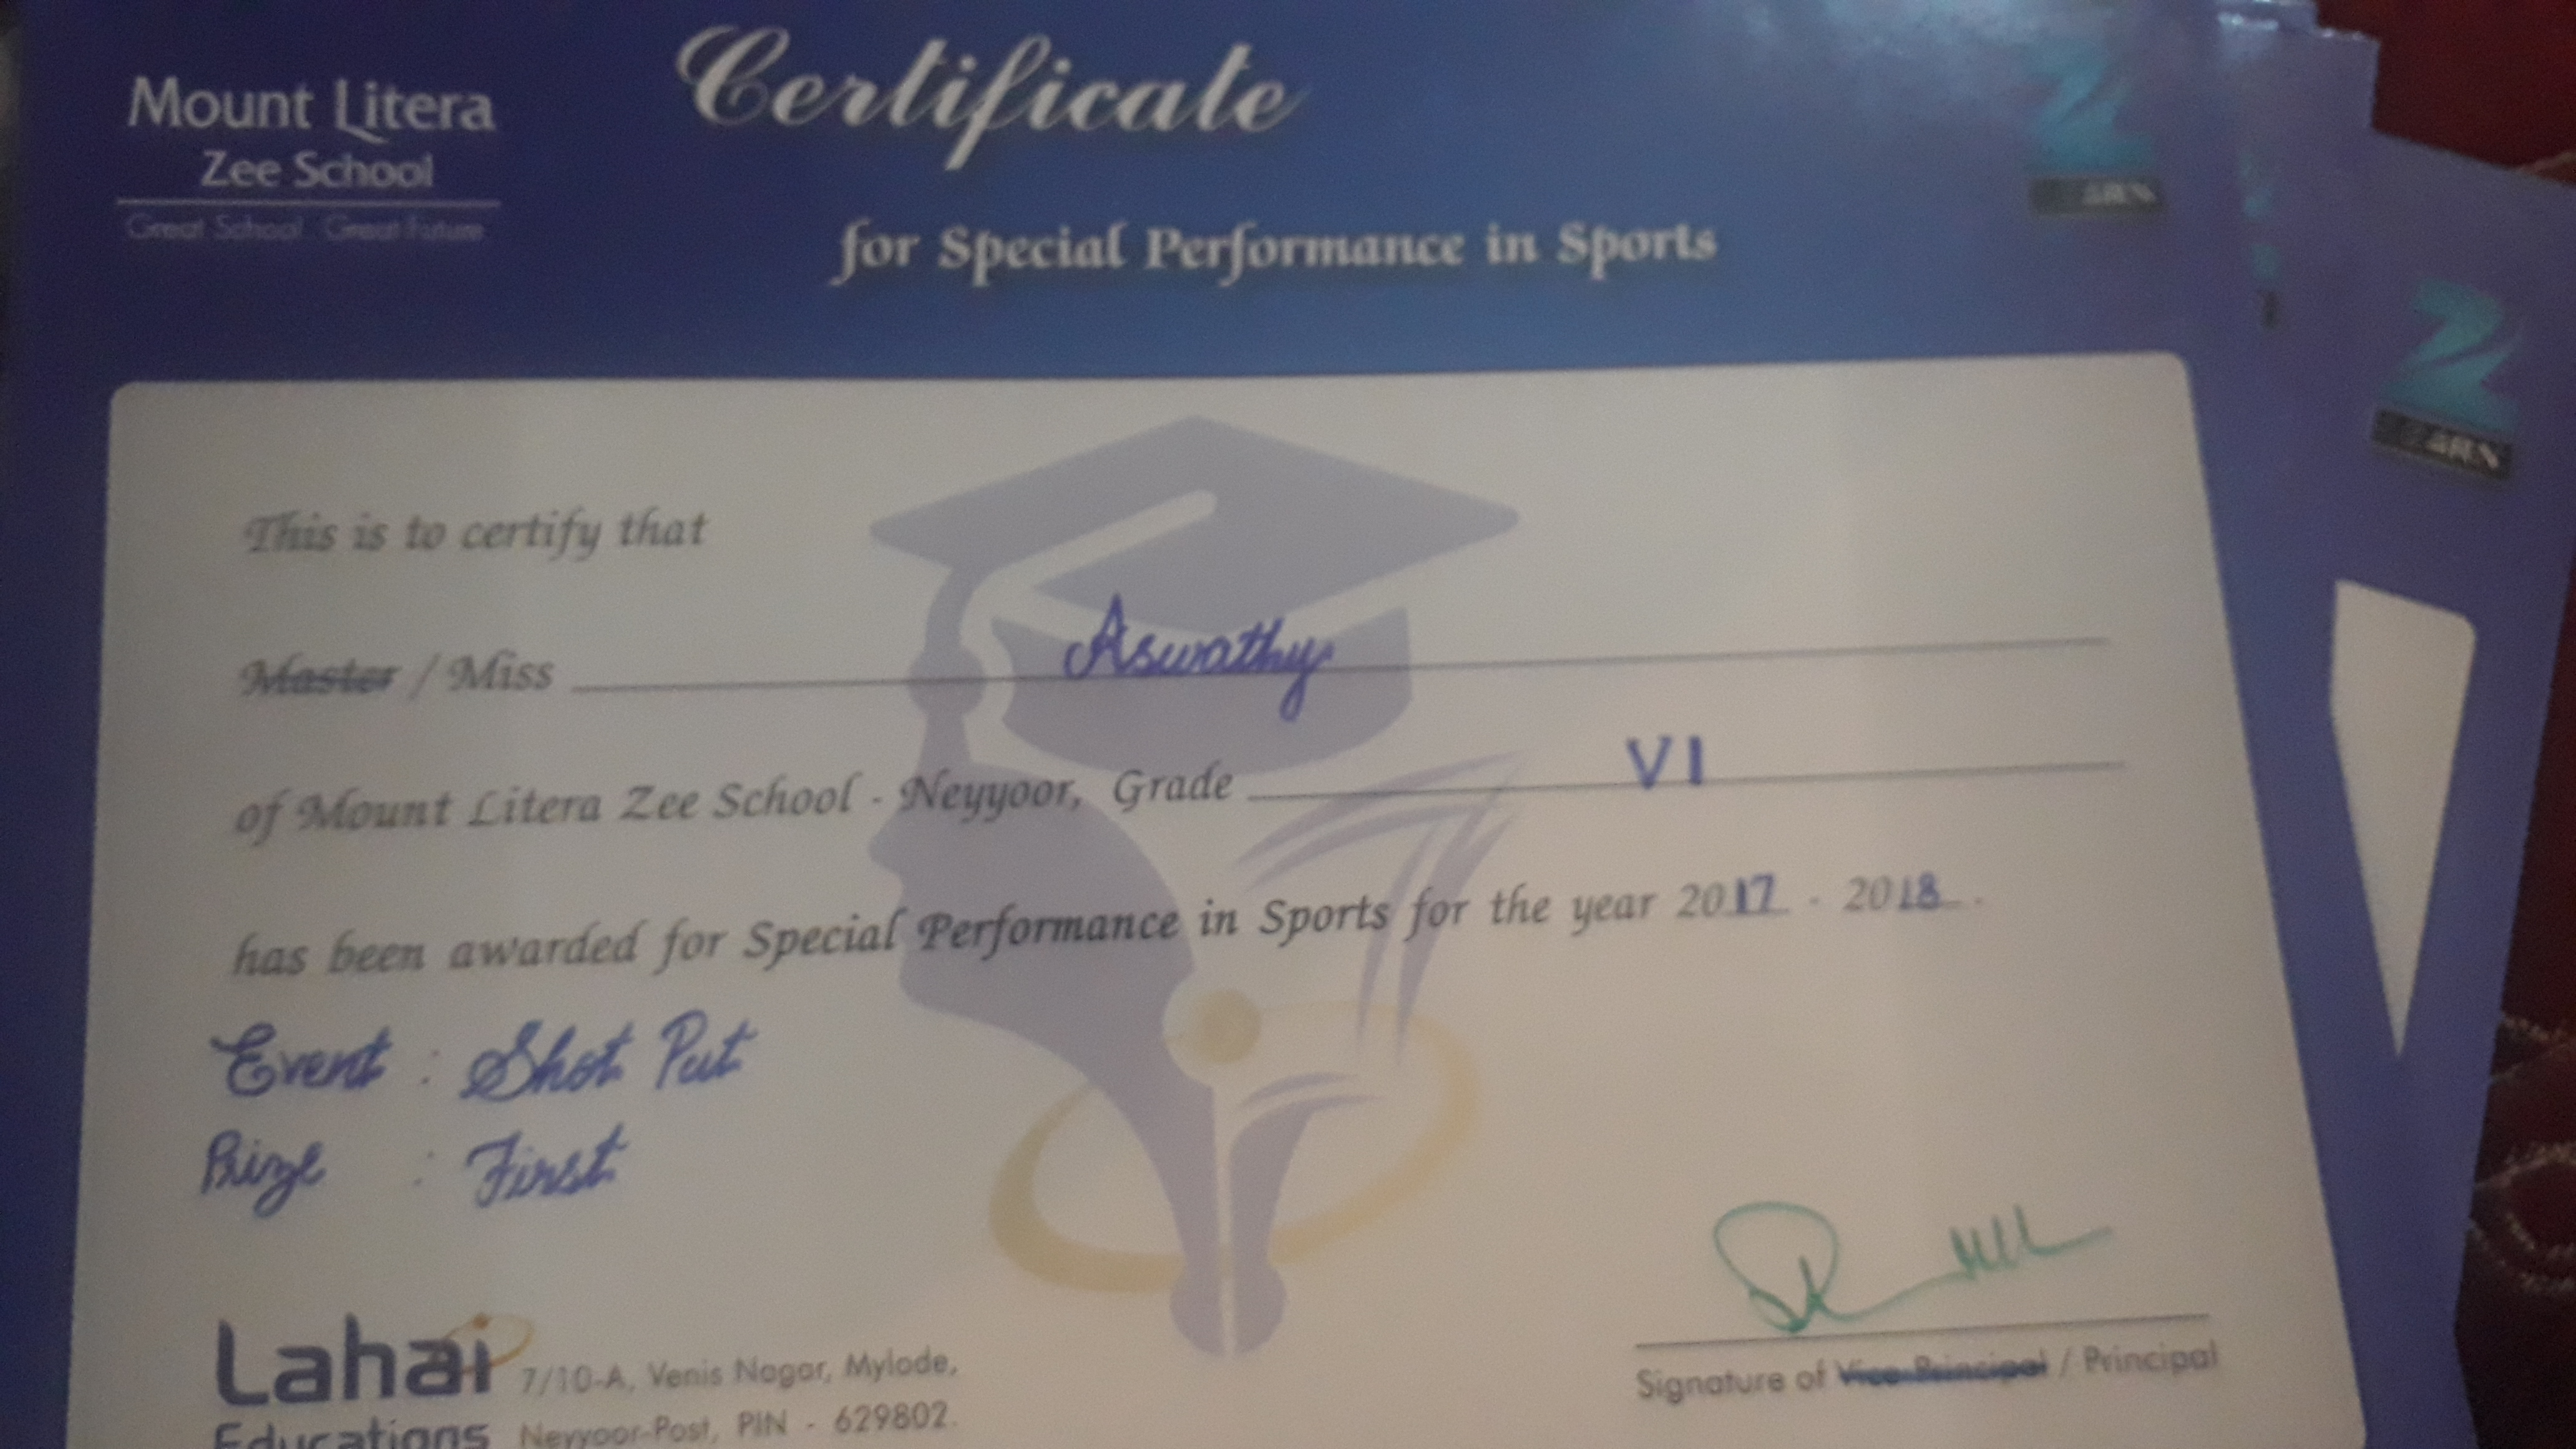 Mount Litera
Zee School
Great School. Great Future
Certificate
for Special Performance in Sports
This is to certify that
Master / Miss Aswathy
of Mount Litera Zee School - Neyyoor, Grade VI
has been awarded for Special Performance in Sports for the year 2017 - 2018.
Event : Shot Put
Prize : First
Lahai
Educations
7/10-A, Venis Nagar, Mylode,
Neyyoor-Post, PIN - 629802.
Signature of Vice-Principal / Principal